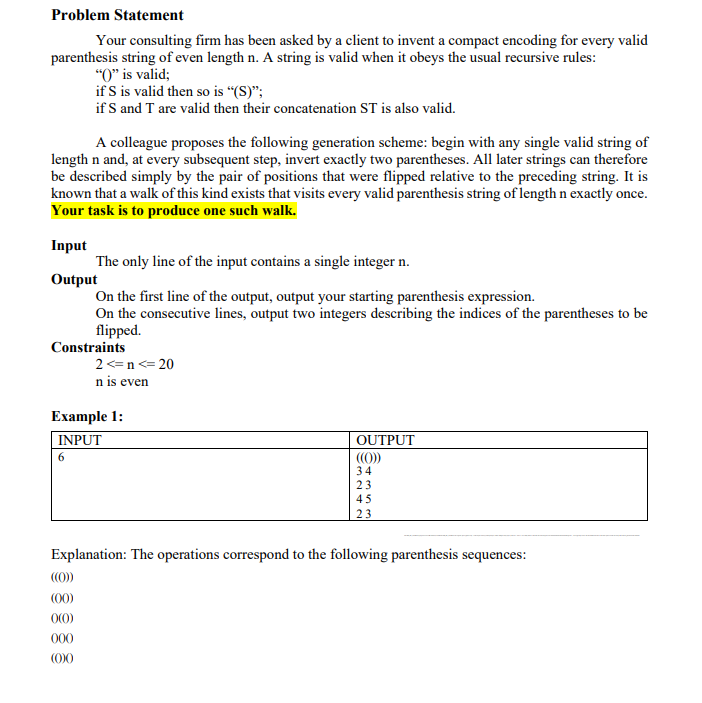 Problem Statement
Your consulting firm has been asked by a client to invent a compact encoding for every valid
parenthesis string of even length n. A string is valid when it obeys the usual recursive rules:
“()” is valid;
if S is valid then so is “(S)”;
if S and T are valid then their concatenation ST is also valid.
A colleague proposes the following generation scheme: begin with any single valid string of
length n and, at every subsequent step, invert exactly two parentheses. All later strings can therefore
be described simply by the pair of positions that were flipped relative to the preceding string. It is
known that a walk of this kind exists that visits every valid parenthesis string of length n exactly once.
Your task is to produce one such walk.
Input
The only line of the input contains a single integer n.
Output
On the first line of the output, output your starting parenthesis expression.
On the consecutive lines, output two integers describing the indices of the parentheses to be
flipped.
Constraints
2 <= n <= 20
n is even
Example 1:
INPUT OUTPUT
6 ((()))
3 4
2 3
4 5
2 3
Explanation: The operations correspond to the following parenthesis sequences:
((()))
(()())
()(())
()()()
(())()